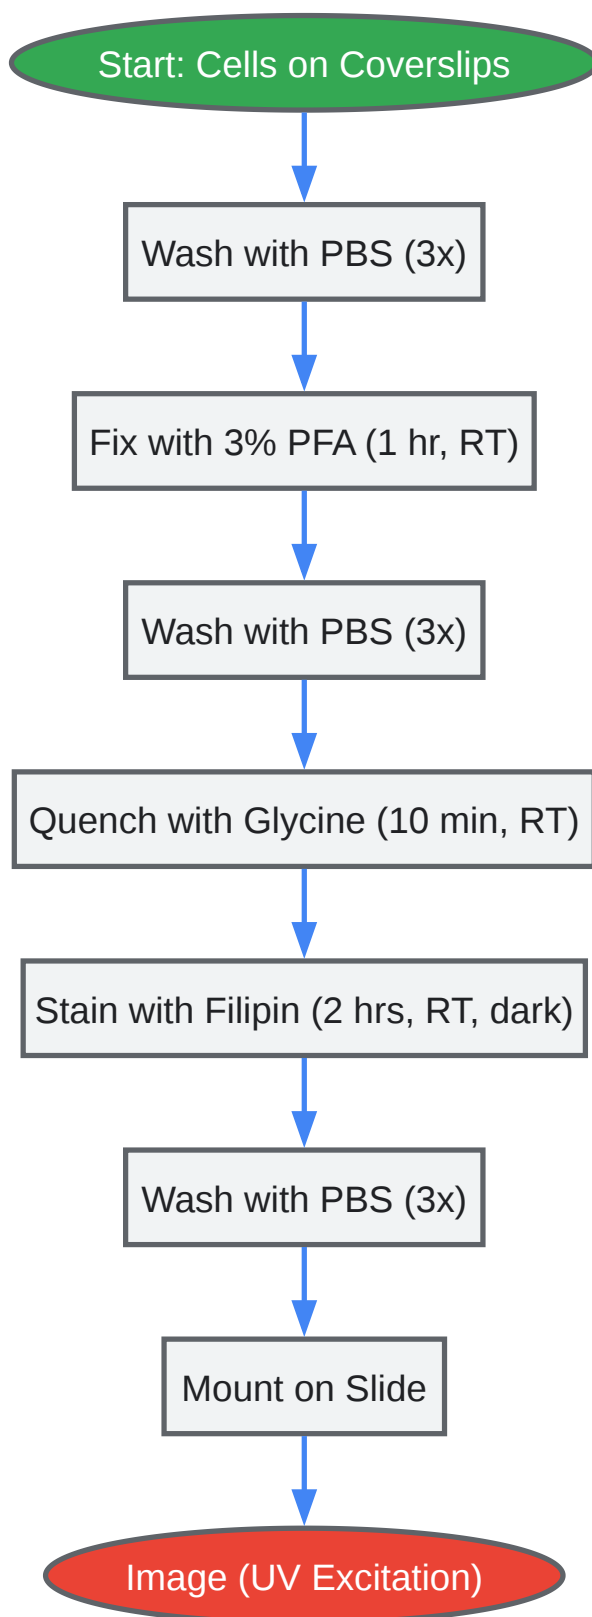 Start: Cells on Coverslips
Wash with PBS (3x)
Fix with 3% PFA (1 hr, RT)
Wash with PBS (3x)
Quench with Glycine (10 min, RT)
Stain with Filipin (2 hrs, RT, dark)
Wash with PBS (3x)
Mount on Slide
Image (UV Excitation)